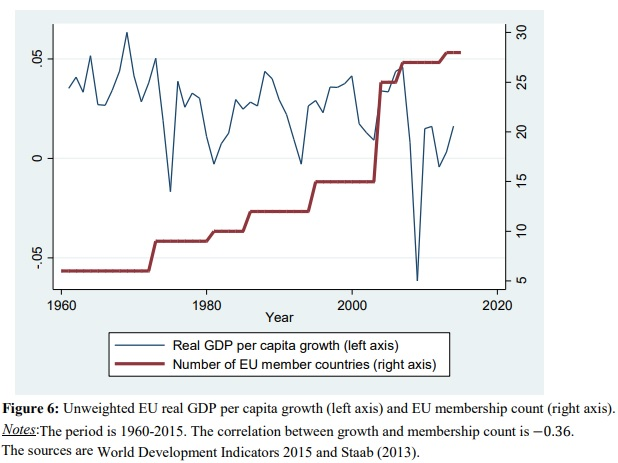 .05
0
-.05
30
25
20
15
10
5
1960
1980
2000
2020
Year
Real GDP per capita growth (left axis)
Number of EU member countries (right axis)
Figure 6: Unweighted EU real GDP per capita growth (left axis) and EU membership count (right axis).
Notes:The period is 1960-2015. The correlation between growth and membership count is −0.36.
The sources are World Development Indicators 2015 and Staab (2013).